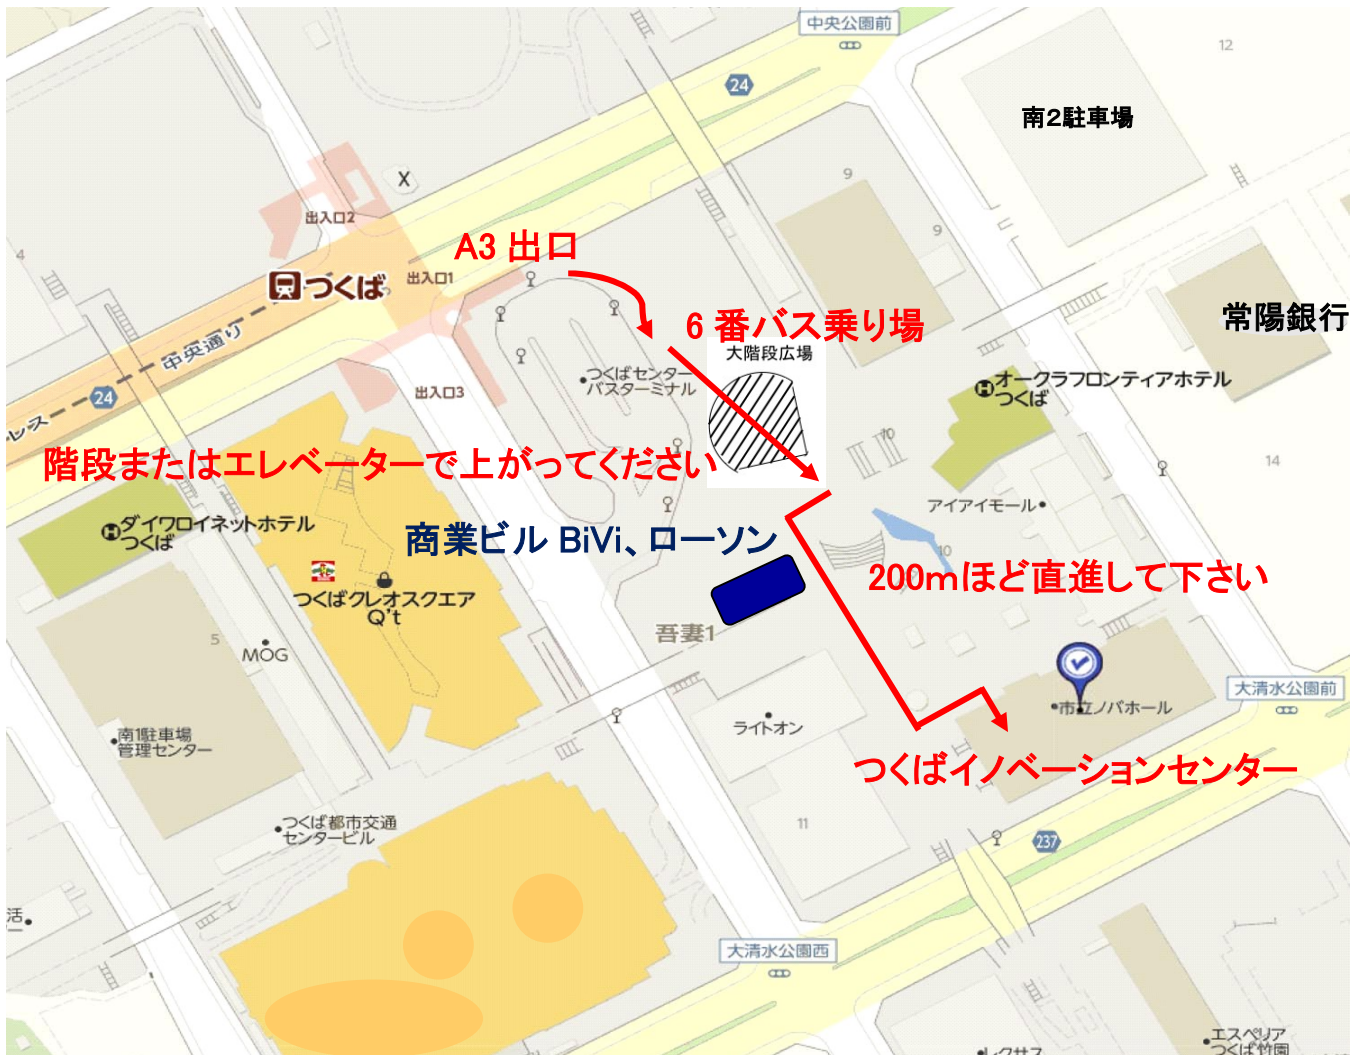 中央公園前
12
24
南2駐車場
X
9
出入口2
9
4
A3 出口
出入口1
つくば
6 番バス乗り場
常陽銀行
中央通り
大階段広場
つくばセンター
バスターミナル
オークラフロンティアホテル
つくば
出入口3
24
レス
10
階段またはエレベーターで上がってください
14
アイアイモール
ダイワロイネットホテル
つくば
商業ビル BiVi、ローソン
10
200mほど直進して下さい
つくばクレオスクエア
Q't
吾妻1
5
MOG
大清水公園前
市立ノバホール
ライトオン
南1駐車場
管理センター
つくばイノベーションセンター
つくば都市交通
センタービル
11
237
活
大清水公園西
エスペリア
つくば竹園
レクサス